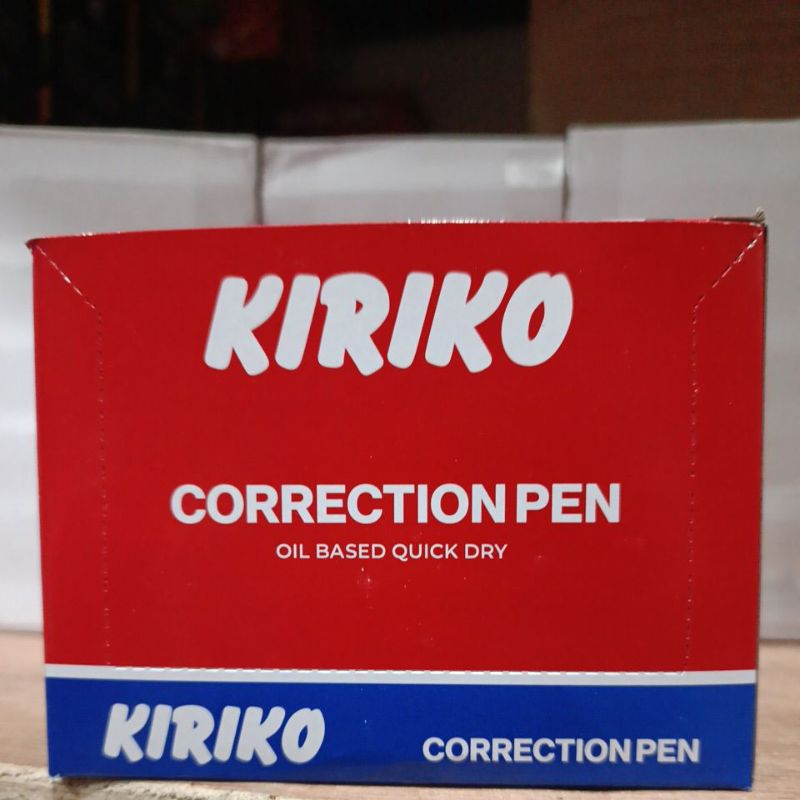 KIRIKO
CORRECTION PEN
OIL BASED QUICK DRY
KIRIKO
CORRECTION PEN